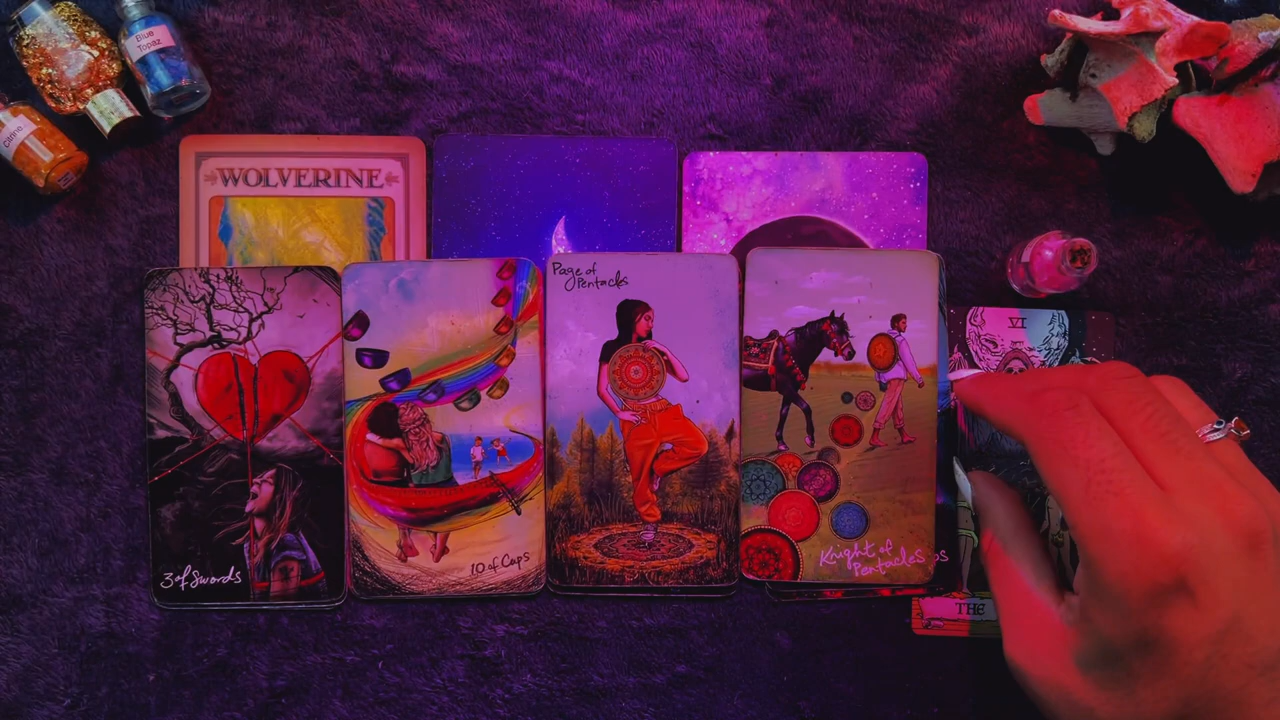 Blue
Topaz
Citrine
WOLVERINE
Page of
Pentacles
VI
3 of Swords
10 of Cups
Knight of
Pentacles
THE